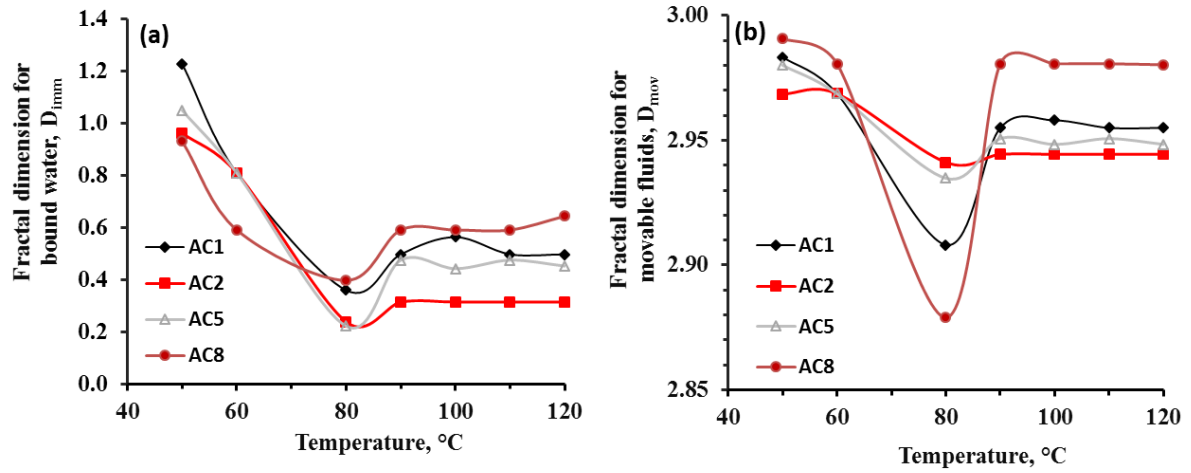 (a)
Fractal dimension for
bound water, D_imm
1.4
1.2
1.0
0.8
0.6
0.4
0.2
0.0
AC1
AC2
AC5
AC8
40 60 80 100 120
Temperature, °C
(b)
Fractal dimension for
movable fluids, D_mov
3.00
2.95
2.90
2.85
AC1
AC2
AC5
AC8
40 60 80 100 120
Temperature, °C